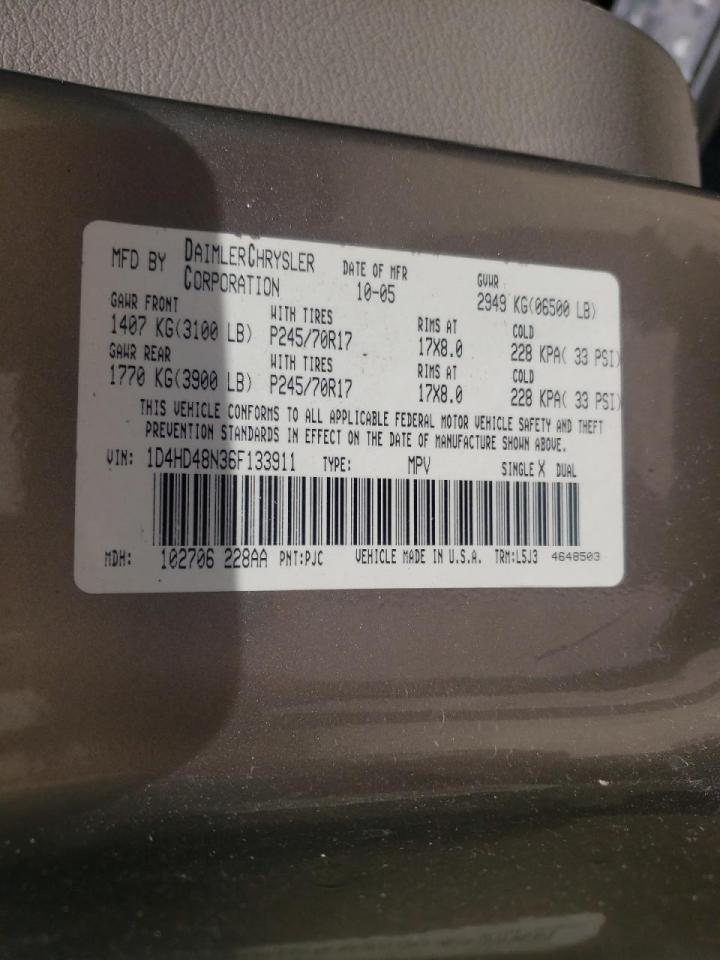 MFD BY DAIMLERCHRYSLER CORPORATION DATE OF MFR 10-05 GVWR 2949 KG(06500 LB)
GAWR FRONT WITH TIRES RIMS AT COLD
1407 KG(3100 LB) P245/70R17 17X8.0 228 KPA( 33 PSI)
GAWR REAR WITH TIRES RIMS AT COLD
1770 KG(3900 LB) P245/70R17 17X8.0 228 KPA( 33 PSI)
THIS VEHICLE CONFORMS TO ALL APPLICABLE FEDERAL MOTOR VEHICLE SAFETY AND THEFT
PREVENTION STANDARDS IN EFFECT ON THE DATE OF MANUFACTURE SHOWN ABOVE.
VIN: 1D4HD48N36F133911 TYPE: MPV SINGLE X DUAL
MDH: 102706 228AA PNT:PJC VEHICLE MADE IN U.S.A. TRM:L5J3 4648503